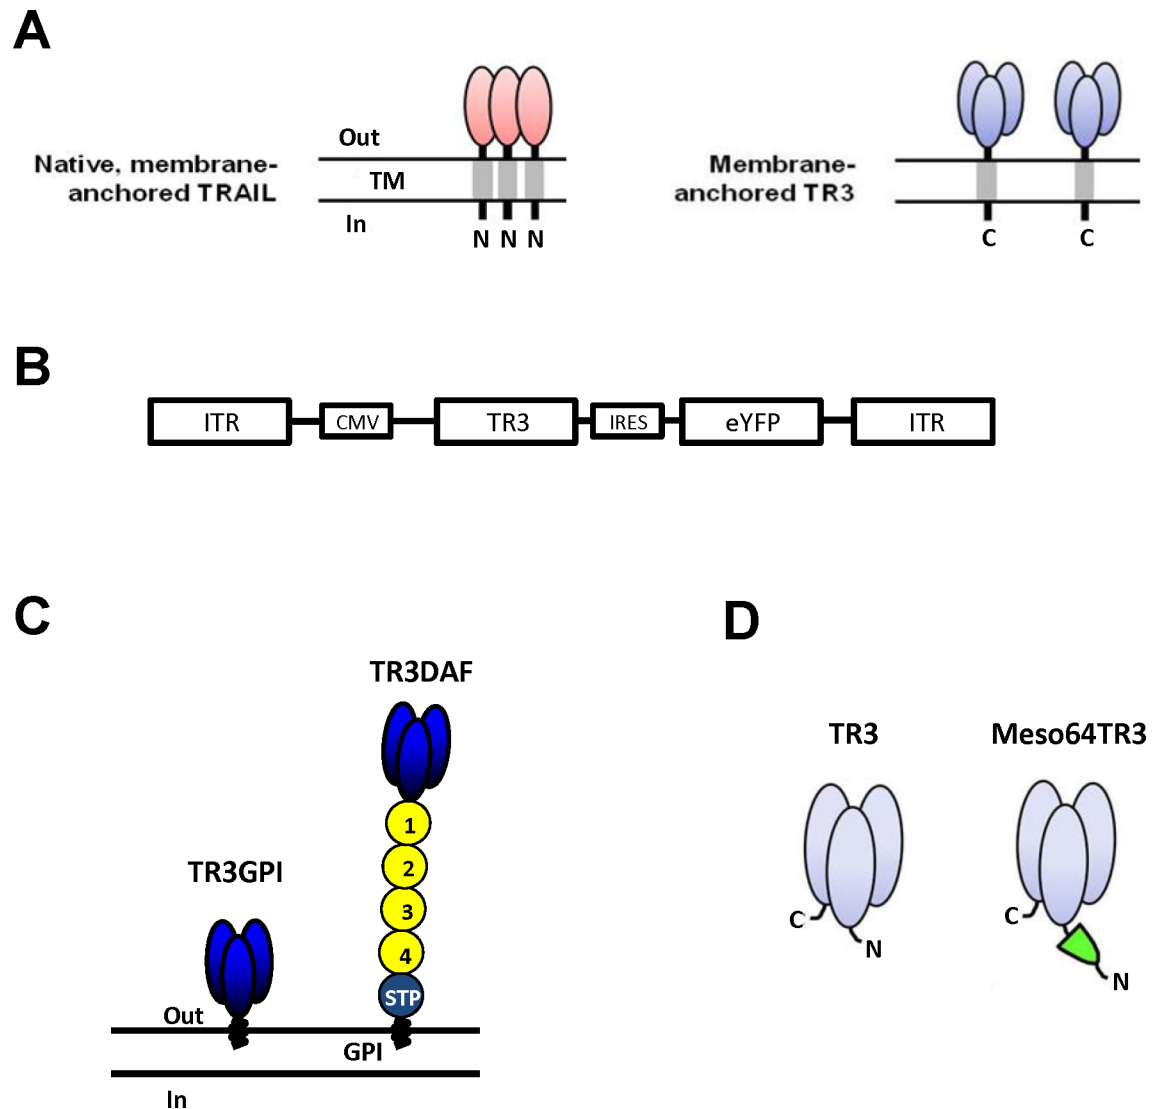 A
Native, membrane-
anchored TRAIL
Out
TM
In
N N N
Membrane-
anchored TR3
C C
B
ITR CMV TR3 IRES eYFP ITR
C
TR3DAF
1
2
3
4
STP
TR3GPI
Out
GPI
In
D
TR3 Meso64TR3
C N
C N